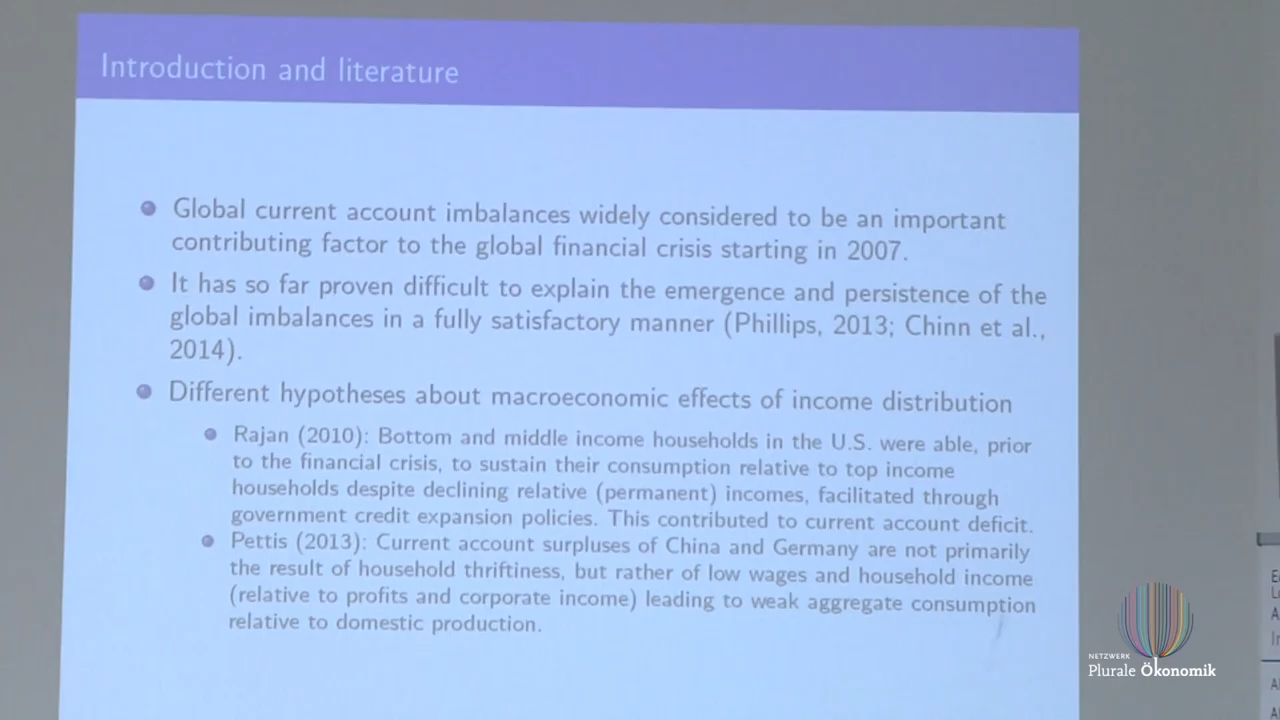 Introduction and literature
Global current account imbalances widely considered to be an important
contributing factor to the global financial crisis starting in 2007.
It has so far proven difficult to explain the emergence and persistence of the
global imbalances in a fully satisfactory manner (Phillips, 2013; Chinn et al.,
2014).
Different hypotheses about macroeconomic effects of income distribution
Rajan (2010): Bottom and middle income households in the U.S. were able, prior
to the financial crisis, to sustain their consumption relative to top income
households despite declining relative (permanent) incomes, facilitated through
government credit expansion policies. This contributed to current account deficit.
Pettis (2013): Current account surpluses of China and Germany are not primarily
the result of household thriftiness, but rather of low wages and household income
(relative to profits and corporate income) leading to weak aggregate consumption
relative to domestic production.
NETZWERK
Plurale Ökonomik